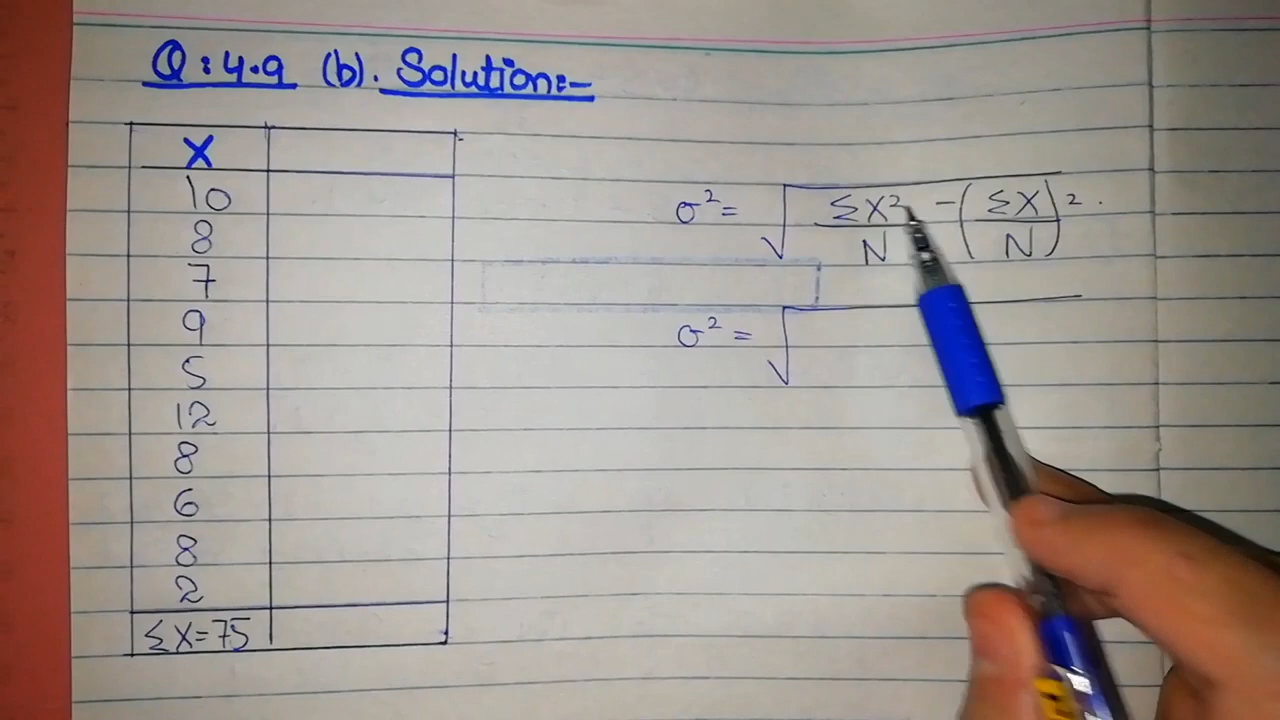 Q:4.9 (b). Solution:-
X
10
8
7
9
5
12
8
6
8
2
ΣX=75
σ²= √ ΣX²/N - (ΣX/N)².
σ² = √